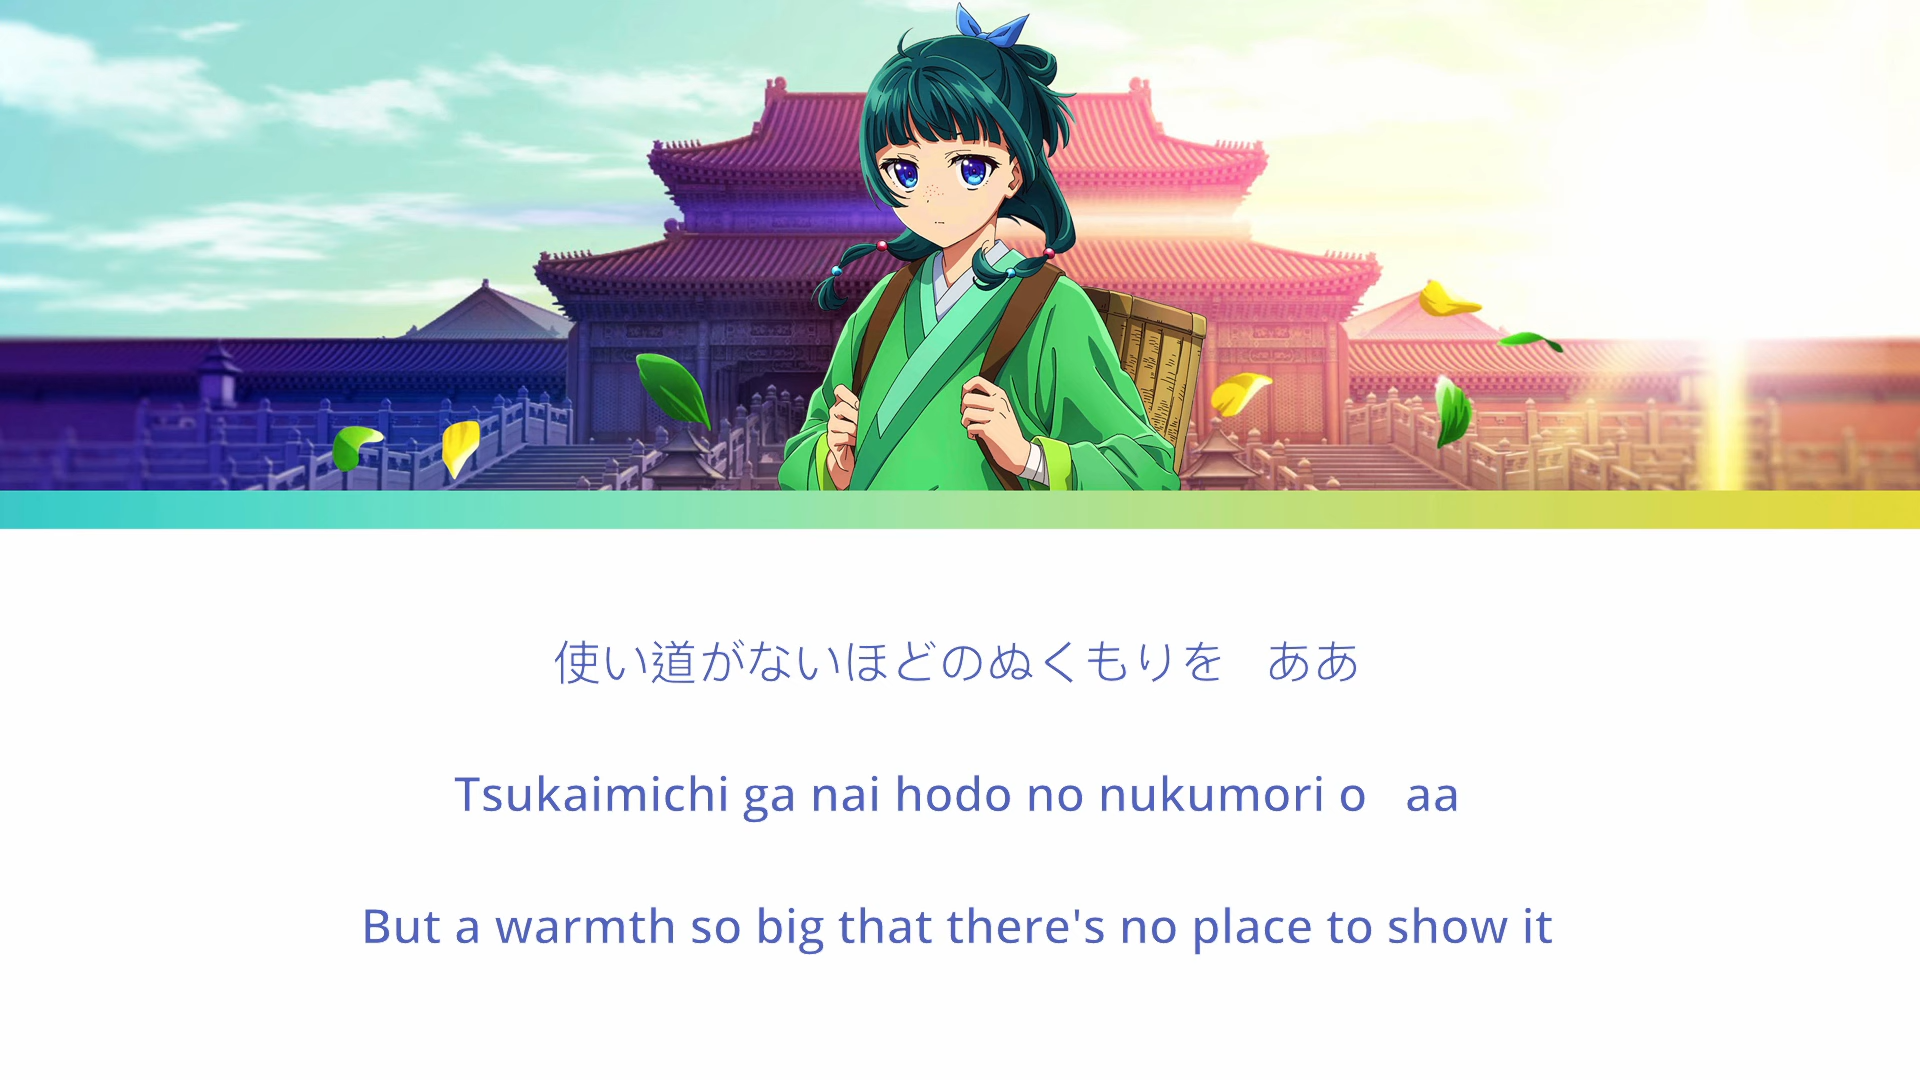 使い道がないほどのぬくもりを　ああ
Tsukaimichi ga nai hodo no nukumori o   aa
But a warmth so big that there's no place to show it